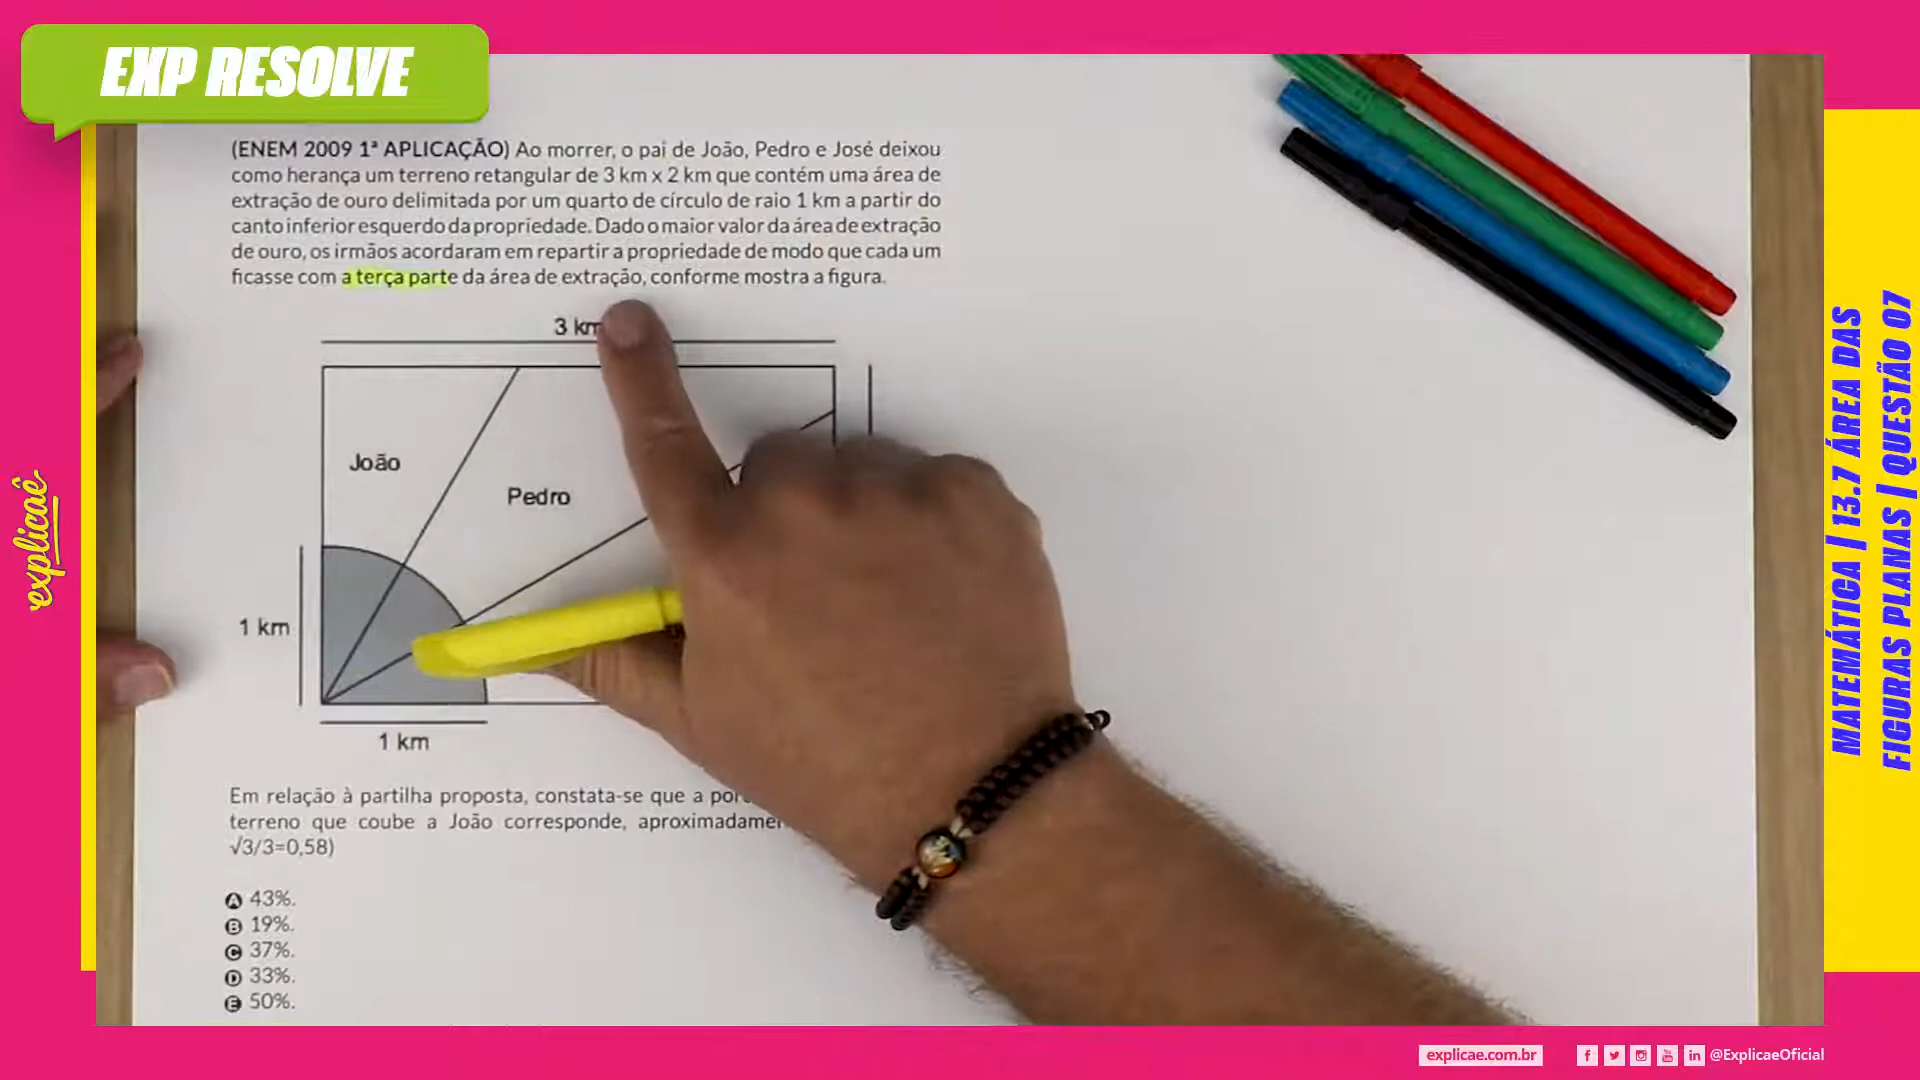 EXP RESOLVE
(ENEM 2009 1ª APLICAÇÃO) Ao morrer, o pai de João, Pedro e José deixou
como herança um terreno retangular de 3 km x 2 km que contém uma área de
extração de ouro delimitada por um quarto de círculo de raio 1 km a partir do
canto inferior esquerdo da propriedade. Dado o maior valor da área de extração
de ouro, os irmãos acordaram em repartir a propriedade de modo que cada um
ficasse com a terça parte da área de extração, conforme mostra a figura.
3 km
João
Pedro
1 km
1 km
Em relação à partilha proposta, constata-se que a
terreno que coube a João corresponde,
√3/3=0,58)
A 43%.
B 19%.
C 37%.
D 33%.
E 50%.
explicaê
MATEMÁTICA | 13.7 ÁREA DAS
FIGURAS PLANAS | QUESTÃO 07
explicae.com.br
@ExplicaeOficial